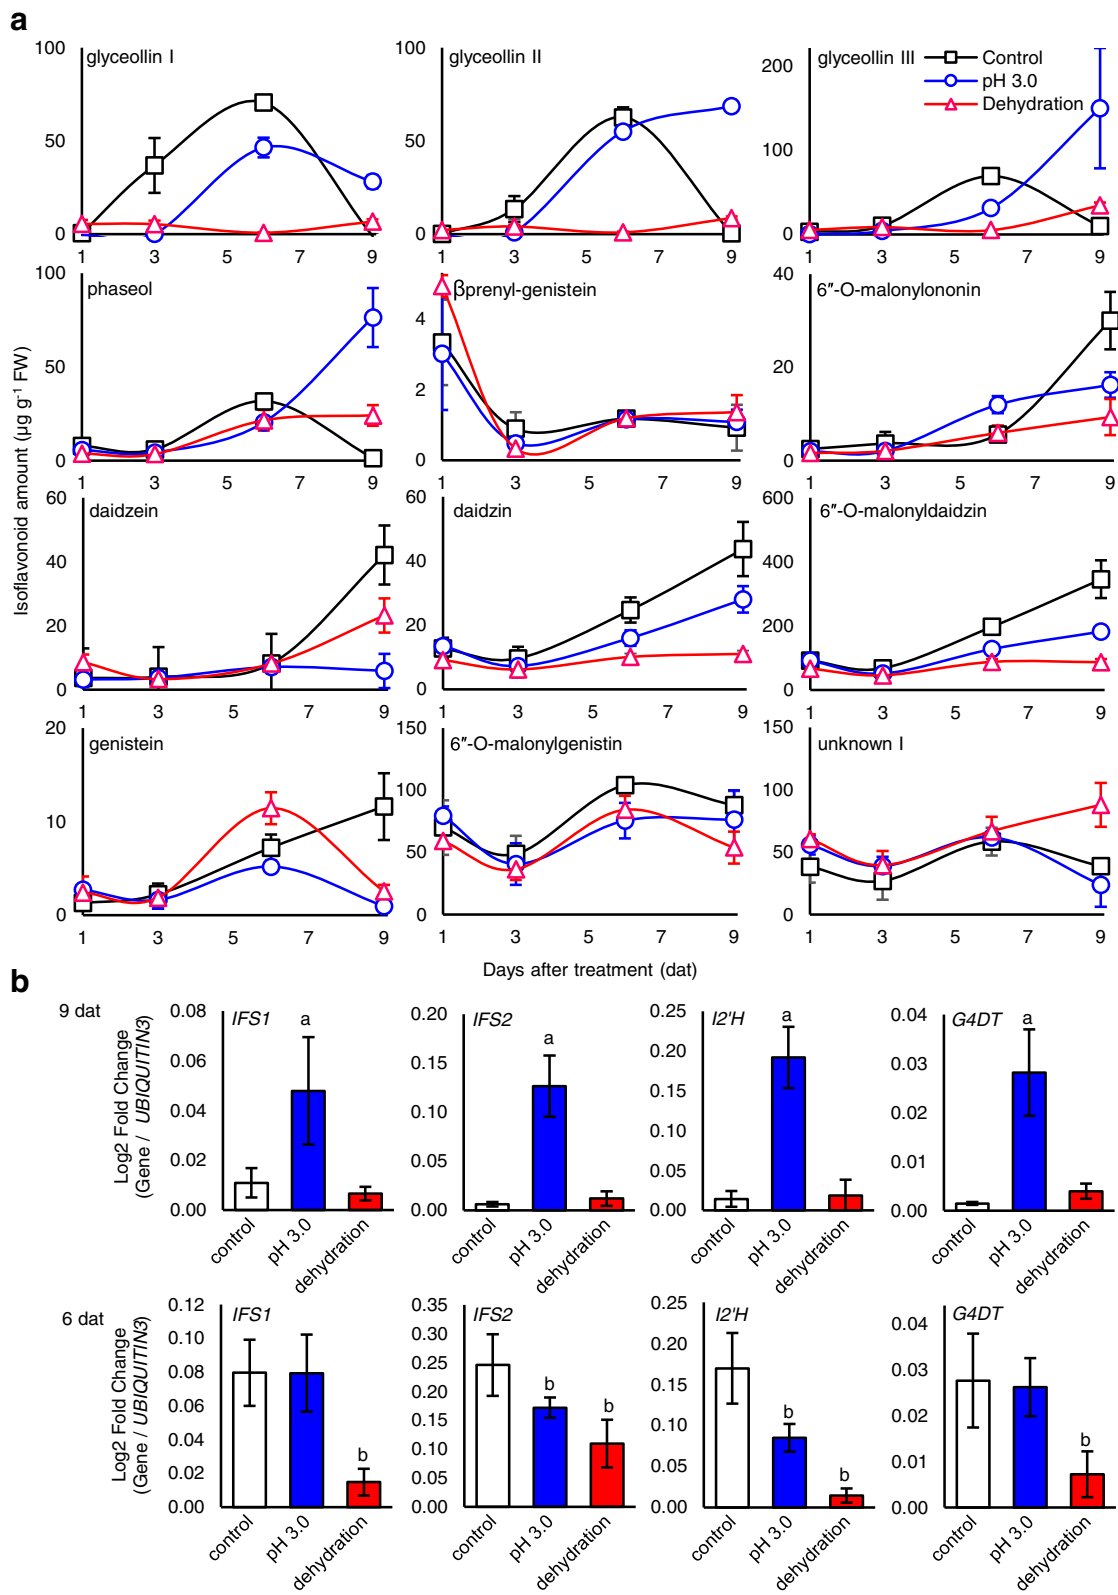 a
glyceollin I
glyceollin II
glyceollin III
Control
pH 3.0
Dehydration
100
50
0
1 3 5 7 9
100
50
0
1 3 5 7 9
200
100
0
1 3 5 7 9
Isoflavonoid amount (µg g⁻¹ FW)
phaseol
βprenyl-genistein
6″-O-malonylononin
100
50
0
1 3 5 7 9
4
2
0
1 3 5 7 9
40
20
0
1 3 5 7 9
daidzein
daidzin
6″-O-malonyldaidzin
60
40
20
0
1 3 5 7 9
60
40
20
0
1 3 5 7 9
600
400
200
0
1 3 5 7 9
genistein
6″-O-malonylgenistin
unknown I
20
10
0
1 3 5 7 9
150
100
50
0
1 3 5 7 9
150
100
50
0
1 3 5 7 9
Days after treatment (dat)
b
9 dat
Log2 Fold Change
(Gene / UBIQUITIN3)
IFS1
0.08
0.06
0.04
0.02
0.00
a
control
pH 3.0
dehydration
IFS2
0.20
0.15
0.10
0.05
0.00
a
control
pH 3.0
dehydration
I2'H
0.25
0.20
0.15
0.10
0.05
0.00
a
control
pH 3.0
dehydration
G4DT
0.04
0.03
0.02
0.01
0.00
a
control
pH 3.0
dehydration
6 dat
Log2 Fold Change
(Gene / UBIQUITIN3)
IFS1
0.12
0.10
0.08
0.06
0.04
0.02
0.00
b
control
pH 3.0
dehydration
IFS2
0.35
0.30
0.25
0.20
0.15
0.10
0.05
0.00
b
b
control
pH 3.0
dehydration
I2'H
0.25
0.20
0.15
0.10
0.05
0.00
b
b
control
pH 3.0
dehydration
G4DT
0.04
0.03
0.02
0.01
0.00
b
control
pH 3.0
dehydration